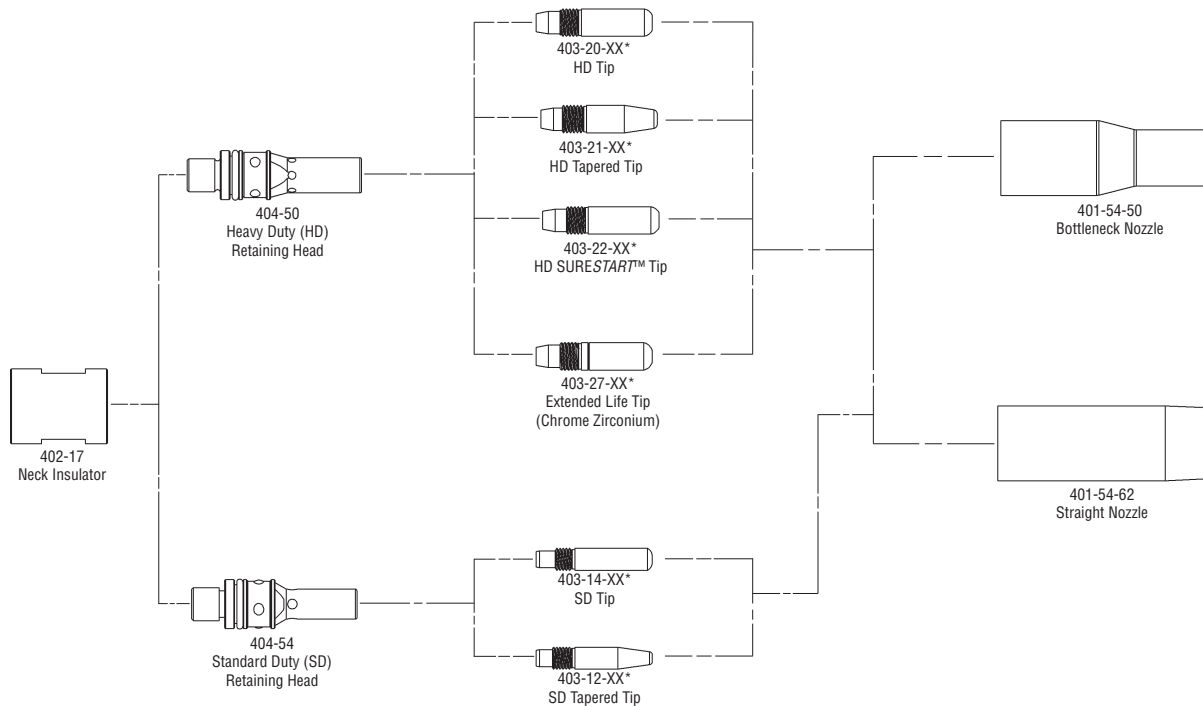 403-20-XX*
HD Tip
403-21-XX*
HD Tapered Tip
404-50
Heavy Duty (HD)
Retaining Head
401-54-50
Bottleneck Nozzle
403-22-XX*
HD SURESTART™ Tip
403-27-XX*
Extended Life Tip
(Chrome Zirconium)
402-17
Neck Insulator
401-54-62
Straight Nozzle
403-14-XX*
SD Tip
404-54
Standard Duty (SD)
Retaining Head
403-12-XX*
SD Tapered Tip